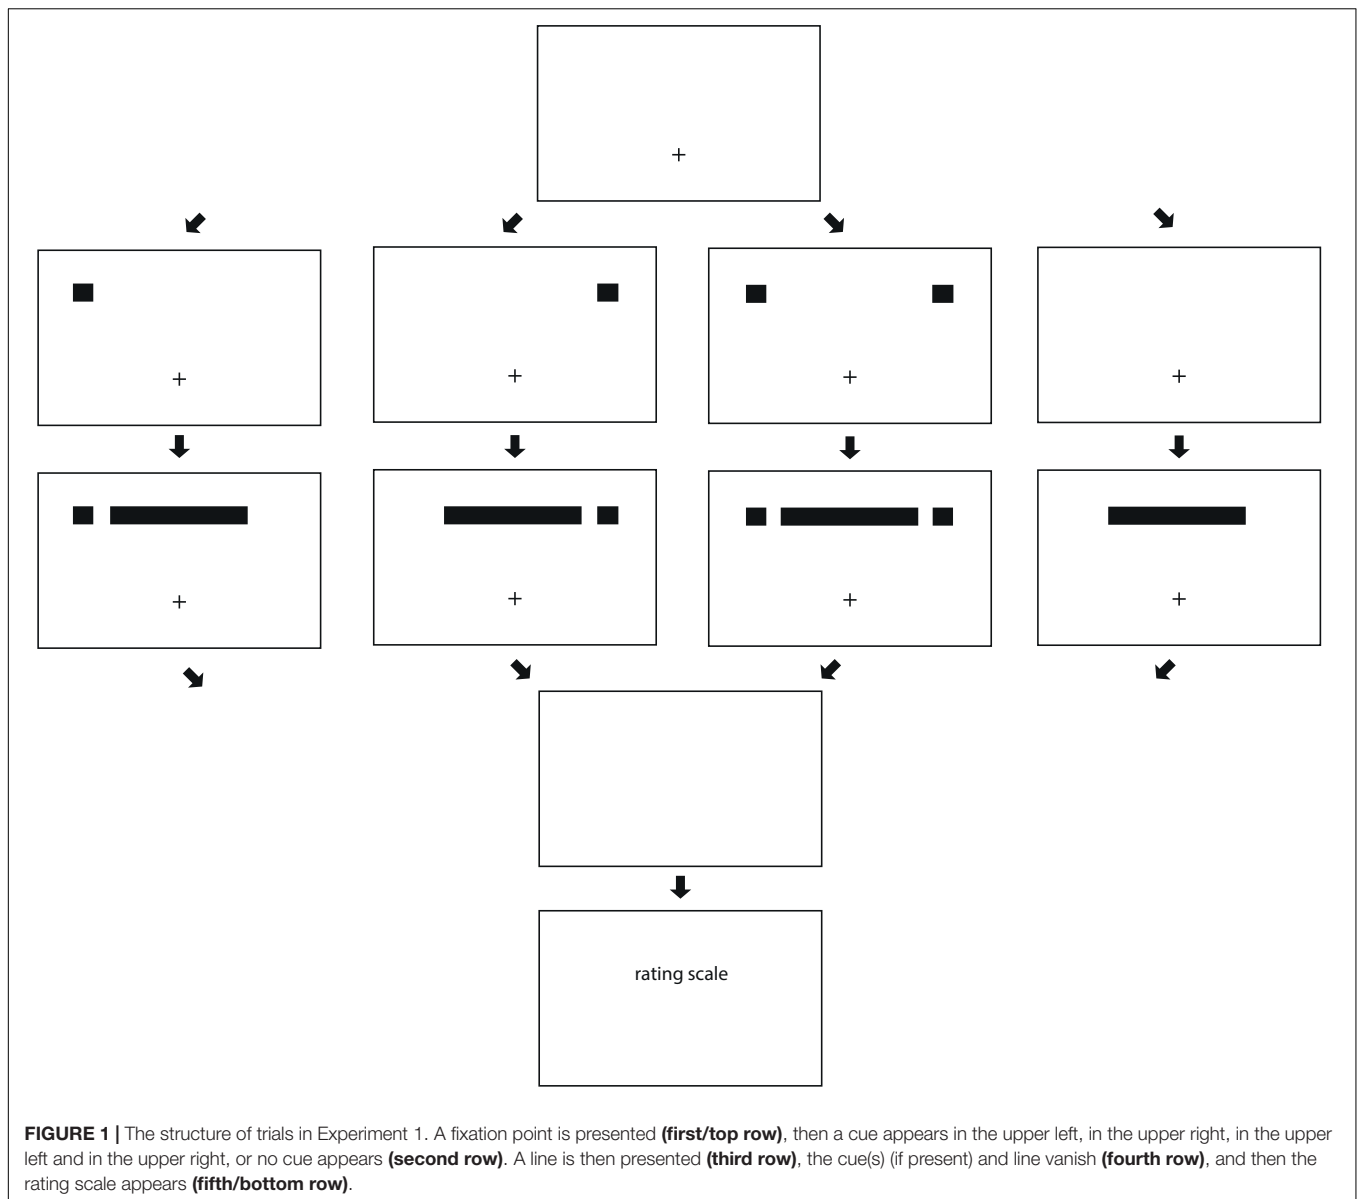 rating scale
FIGURE 1 | The structure of trials in Experiment 1. A fixation point is presented (first/top row), then a cue appears in the upper left, in the upper right, in the upper
left and in the upper right, or no cue appears (second row). A line is then presented (third row), the cue(s) (if present) and line vanish (fourth row), and then the
rating scale appears (fifth/bottom row).